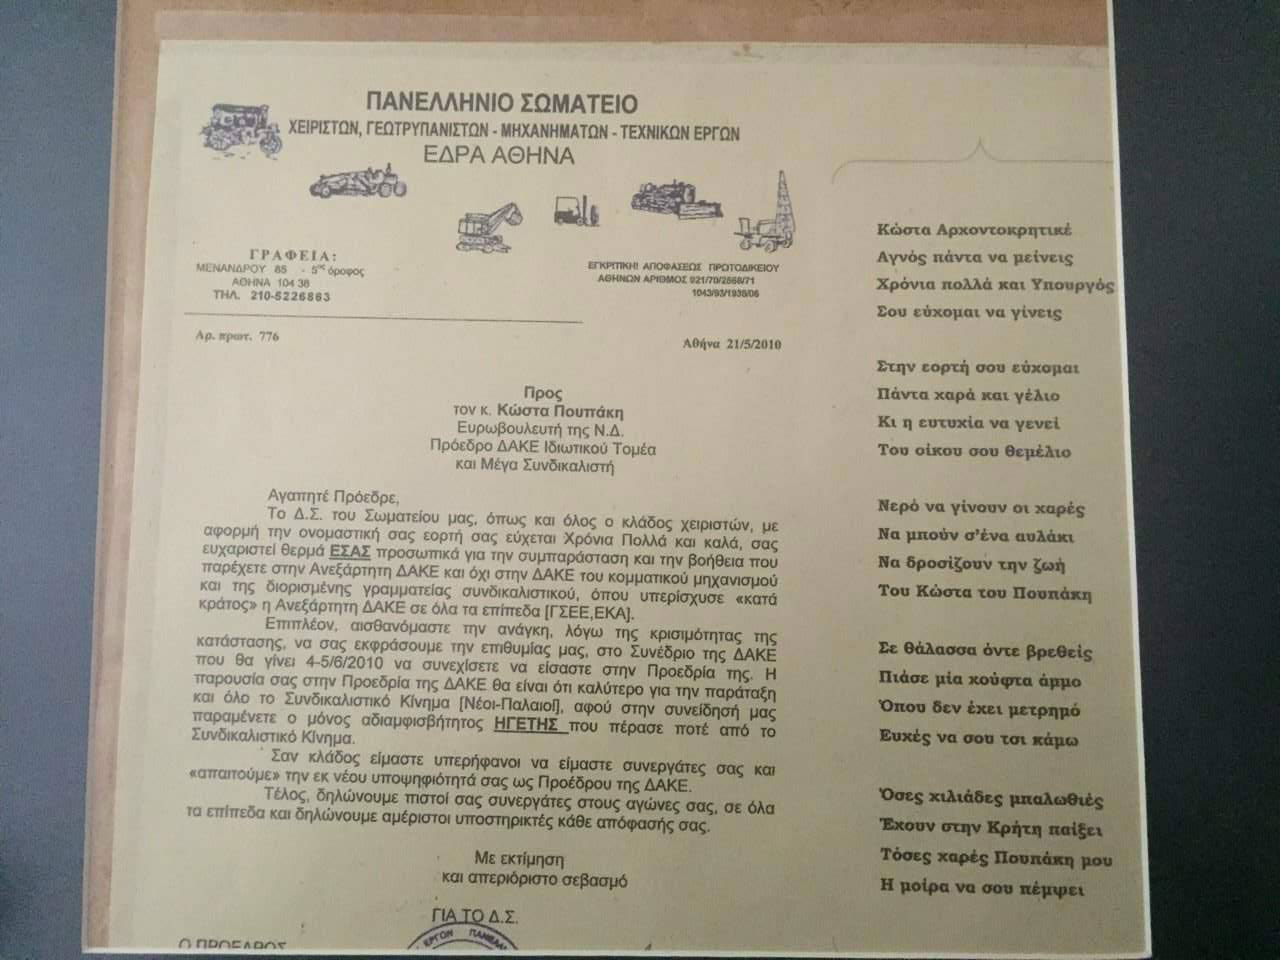 ΠΑΝΕΛΛΗΝΙΟ ΣΩΜΑΤΕΙΟ
ΧΕΙΡΙΣΤΩΝ, ΓΕΩΤΡΥΠΑΝΙΣΤΩΝ - ΜΗΧΑΝΗΜΑΤΩΝ - ΤΕΧΝΙΚΩΝ ΕΡΓΩΝ
ΕΔΡΑ ΑΘΗΝΑ
ΓΡΑΦΕΙΑ:
ΜΕΝΑΝΔΡΟΥ 85 - 5ος όροφος
ΑΘΗΝΑ 104 38
ΤΗΛ. 210-5226863
ΕΓΚΡΙΤΙΚΗ! ΑΠΟΦΑΣΕΩΣ ΠΡΩΤΟΔΙΚΕΙΟΥ
ΑΘΗΝΩΝ ΑΡΙΘΜΟΣ 921/70/2568/71
1043/93/1938/06
Αρ. πρωτ. 776
Αθήνα 21/5/2010
Προς
τον κ. Κώστα Πουπάκη
Ευρωβουλευτή της Ν.Δ.
Πρόεδρο ΔΑΚΕ Ιδιωτικού Τομέα
και Μέγα Συνδικαλιστή
Αγαπητέ Πρόεδρε,
Το Δ.Σ. του Σωματείου μας, όπως και όλος ο κλάδος χειριστών, με
αφορμή την ονομαστική σας εορτή σας εύχεται Χρόνια Πολλά και καλά, σας
ευχαριστεί θερμά ΕΣΑΣ προσωπικά για την συμπαράσταση και την βοήθεια που
παρέχετε στην Ανεξάρτητη ΔΑΚΕ και όχι στην ΔΑΚΕ του κομματικού μηχανισμού
και της διορισμένης γραμματείας συνδικαλιστικού, όπου υπερίσχυσε «κατά
κράτος» η Ανεξάρτητη ΔΑΚΕ σε όλα τα επίπεδα [ΓΣΕΕ,ΕΚΑ].
Επιπλέον, αισθανόμαστε την ανάγκη, λόγω της κρισιμότητας της
κατάστασης, να σας εκφράσουμε την επιθυμίας μας, στο Συνέδριο της ΔΑΚΕ
που θα γίνει 4-5/6/2010 να συνεχίσετε να είσαστε στην Προεδρία της. Η
παρουσία σας στην Προεδρία της ΔΑΚΕ θα είναι ότι καλύτερο για την παράταξη
και όλο το Συνδικαλιστικό Κίνημα [Νέοι-Παλαιοί], αφού στην συνείδησή μας
παραμένετε ο μόνος αδιαμφισβήτητος ΗΓΕΤΗΣ που πέρασε ποτέ από το
Συνδικαλιστικό Κίνημα.
Σαν κλάδος είμαστε υπερήφανοι να είμαστε συνεργάτες σας και
«απαιτούμε» την εκ νέου υποψηφιότητά σας ως Προέδρου της ΔΑΚΕ.
Τέλος, δηλώνουμε πιστοί σας συνεργάτες στους αγώνες σας, σε όλα
τα επίπεδα και δηλώνουμε αμέριστοι υποστηρικτές κάθε απόφασής σας.
Με εκτίμηση
και απεριόριστο σεβασμό
ΓΙΑ ΤΟ Δ.Σ.
Ο ΠΡΟΕΔΡΟΣ
ΕΡΓΩΝ ΠΑΝΕΛΛ
Κώστα Αρχοντοκρητικέ
Αγνός πάντα να μείνεις
Χρόνια πολλά και Υπουργός
Σου εύχομαι να γίνεις
Στην εορτή σου εύχομαι
Πάντα χαρά και γέλιο
Κι η ευτυχία να γενεί
Του οίκου σου θεμέλιο
Νερό να γίνουν οι χαρές
Να μπούν σ'ένα αυλάκι
Να δροσίζουν την ζωή
Του Κώστα του Πουπάκη
Σε θάλασσα όντε βρεθείς
Πιάσε μία χούφτα άμμο
Όπου δεν έχει μετρημό
Ευχές να σου τσι κάμω
Όσες χιλιάδες μπαλωθιές
Έχουν στην Κρήτη παίξει
Τόσες χαρές Πουπάκη μου
Η μοίρα να σου πέμψει